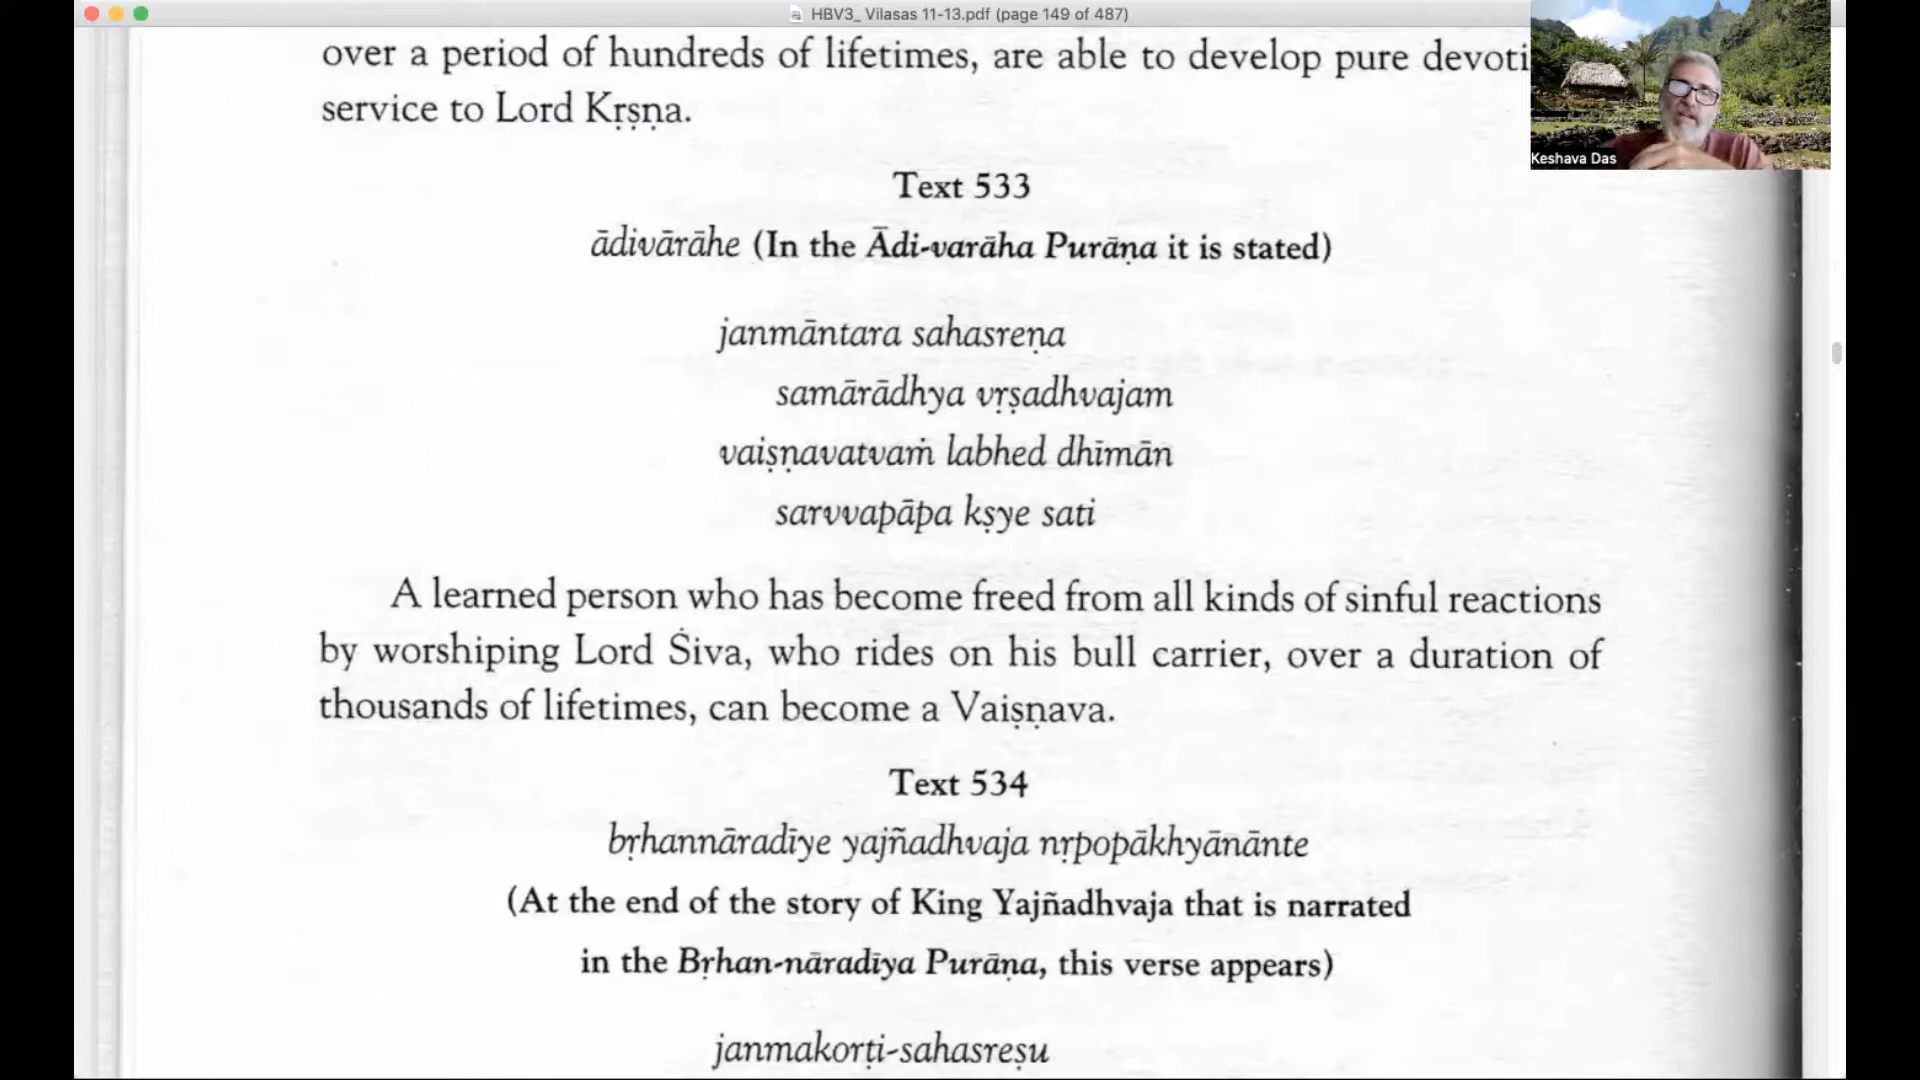 HBV3_ Vilasas 11-13.pdf (page 149 of 487)
over a period of hundreds of lifetimes, are able to develop pure devoti
service to Lord Kṛṣṇa.
Keshava Das
Text 533
ādivārāhe (In the Ādi-varāha Purāṇa it is stated)
janmāntara sahasreṇa
samārādhya vṛṣadhvajam
vaiṣṇavatvaṁ labhed dhīmān
sarvvapāpa kṣye sati
A learned person who has become freed from all kinds of sinful reactions
by worshiping Lord Śiva, who rides on his bull carrier, over a duration of
thousands of lifetimes, can become a Vaiṣṇava.
Text 534
bṛhannāradīye yajñadhvaja nṛpopākhyānānte
(At the end of the story of King Yajñadhvaja that is narrated
in the Bṛhan-nāradīya Purāṇa, this verse appears)
janmakorṭi-sahasreṣu